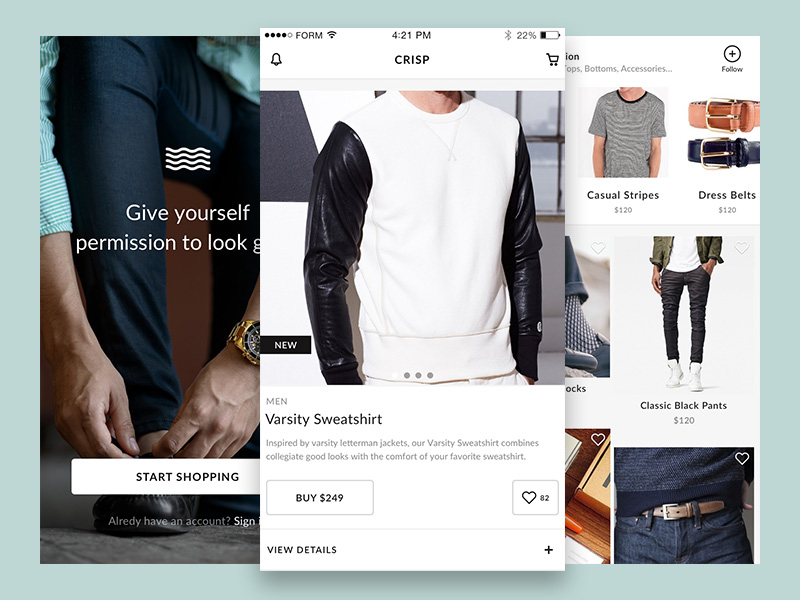 Give yourself
permission to look
START SHOPPING
Alredy have an account? Sign
FORM
4:21 PM
22%
CRISP
NEW
MEN
Varsity Sweatshirt
Inspired by varsity letterman jackets, our Varsity Sweatshirt combines
collegiate good looks with the comfort of your favorite sweatshirt.
BUY $249
82
VIEW DETAILS
+
Bottoms, Accessories...
Follow
Casual Stripes
$120
Dress Belts
$120
Classic Black Pants
$120